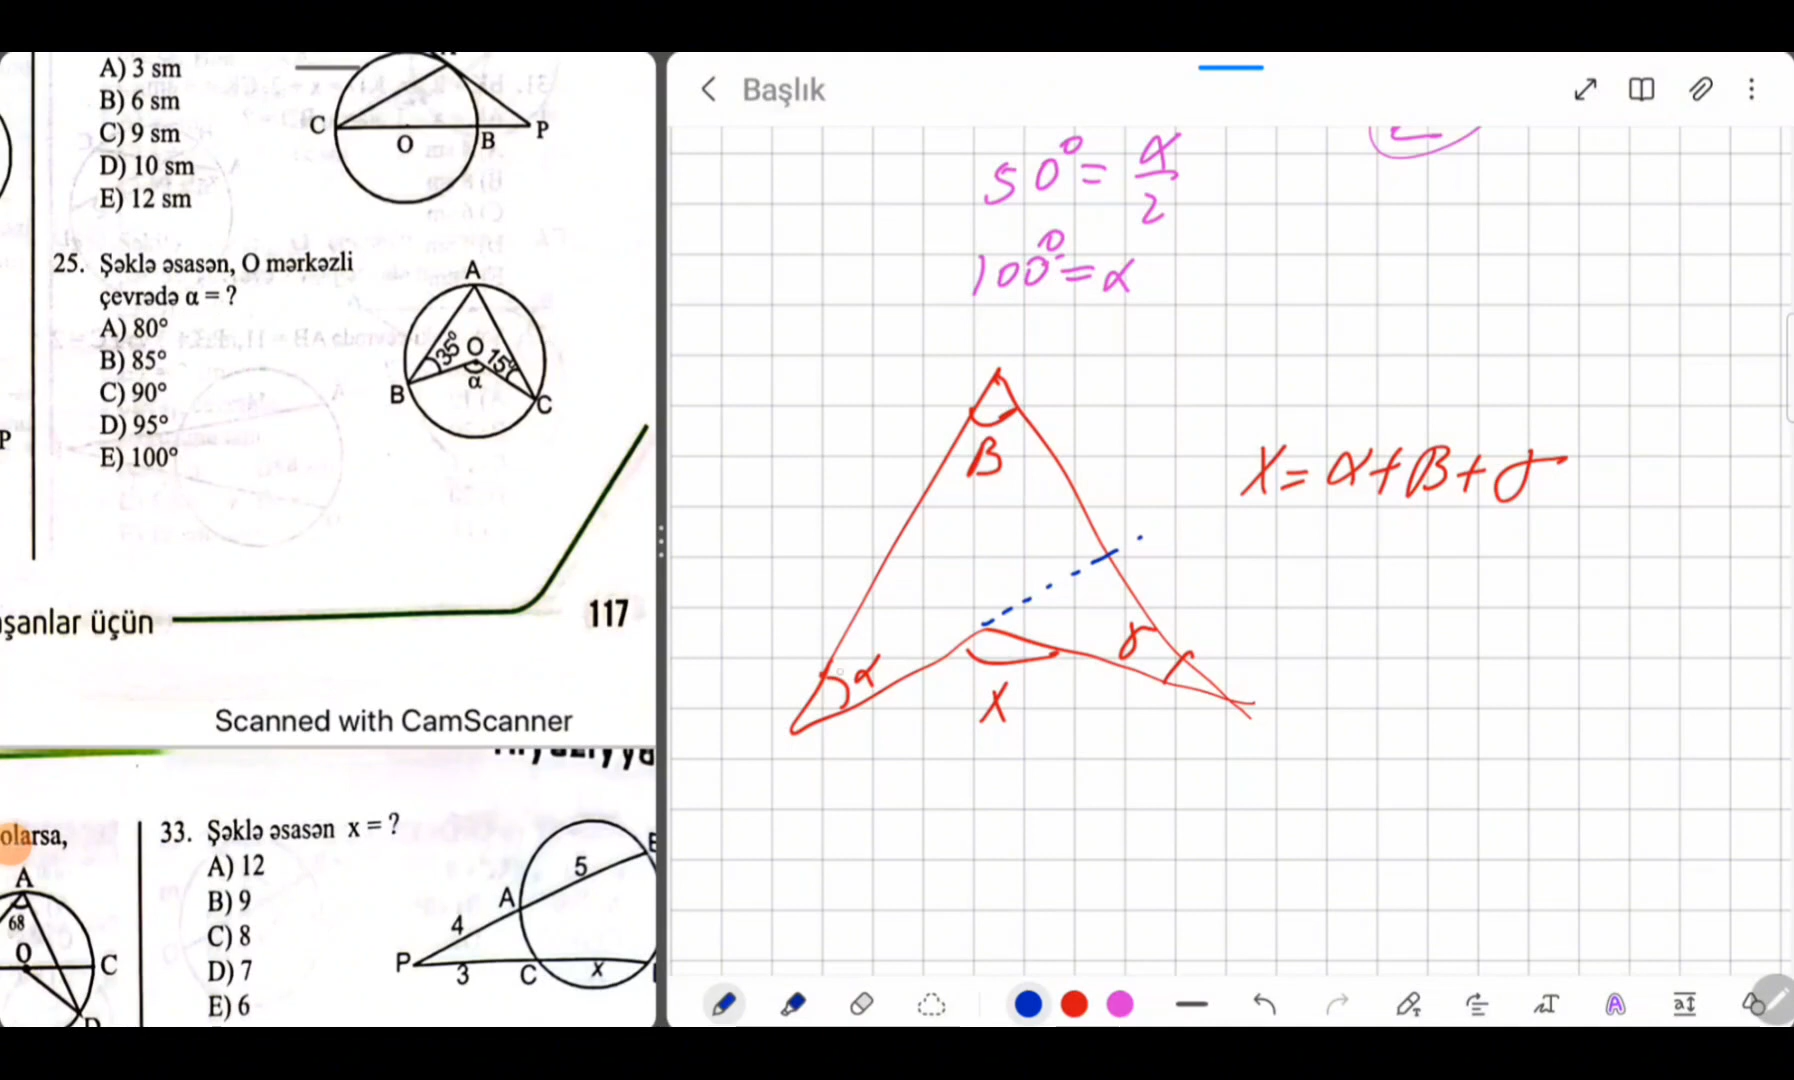 A) 3 sm
B) 6 sm
C) 9 sm
D) 10 sm
E) 12 sm
C
O
B
P
25. Şəklə əsasən, O mərkəzli
çevrədə α = ?
A) 80°
B) 85°
C) 90°
D) 95°
E) 100°
A
35°
O
15°
α
B
C
P
şanlar üçün
117
Scanned with CamScanner
olarsa,
A
68
O
C
D
33. Şəklə əsasən x = ?
A) 12
B) 9
C) 8
D) 7
E) 6
5
A
4
P
3
C
x
Başlık
50° = α/2
100° = α
B
X = α + B + γ
α
γ
X